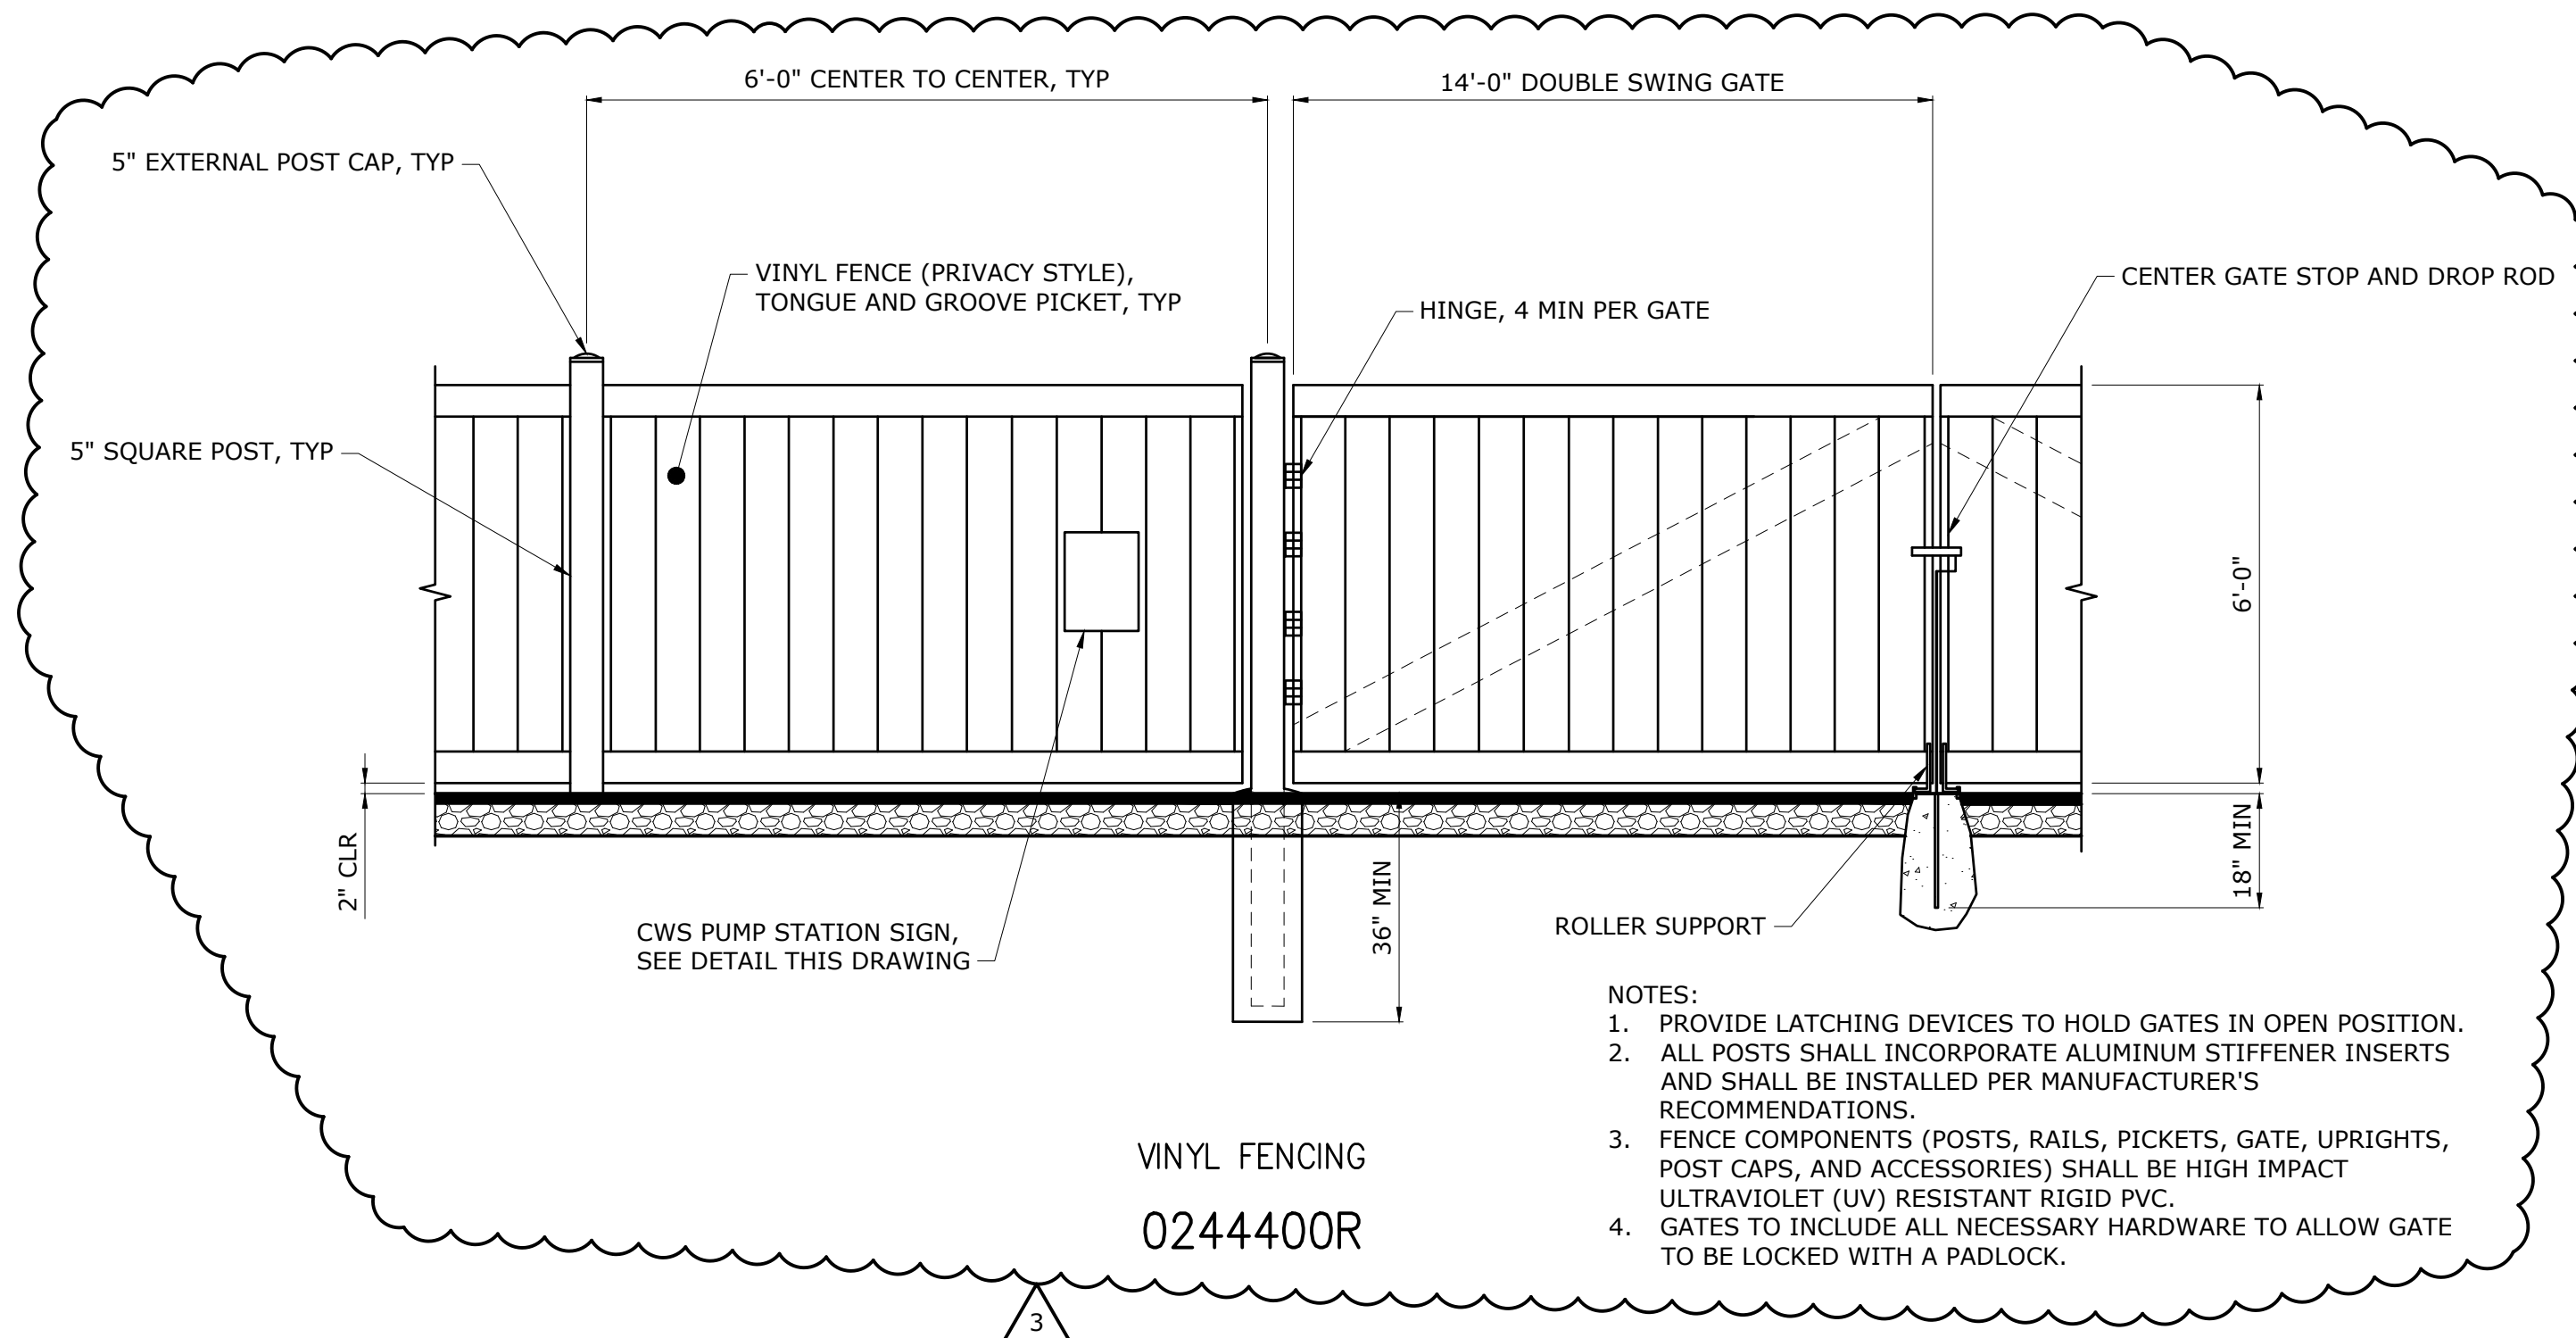 6'-0" CENTER TO CENTER, TYP
14'-0" DOUBLE SWING GATE
5" EXTERNAL POST CAP, TYP
VINYL FENCE (PRIVACY STYLE),
TONGUE AND GROOVE PICKET, TYP
CENTER GATE STOP AND DROP ROD
HINGE, 4 MIN PER GATE
5" SQUARE POST, TYP
6'-0"
2" CLR
36" MIN
18" MIN
CWS PUMP STATION SIGN,
SEE DETAIL THIS DRAWING
ROLLER SUPPORT
NOTES:
1. PROVIDE LATCHING DEVICES TO HOLD GATES IN OPEN POSITION.
2. ALL POSTS SHALL INCORPORATE ALUMINUM STIFFENER INSERTS
AND SHALL BE INSTALLED PER MANUFACTURER'S
RECOMMENDATIONS.
3. FENCE COMPONENTS (POSTS, RAILS, PICKETS, GATE, UPRIGHTS,
POST CAPS, AND ACCESSORIES) SHALL BE HIGH IMPACT
ULTRAVIOLET (UV) RESISTANT RIGID PVC.
4. GATES TO INCLUDE ALL NECESSARY HARDWARE TO ALLOW GATE
TO BE LOCKED WITH A PADLOCK.
VINYL FENCING
0244400R
3